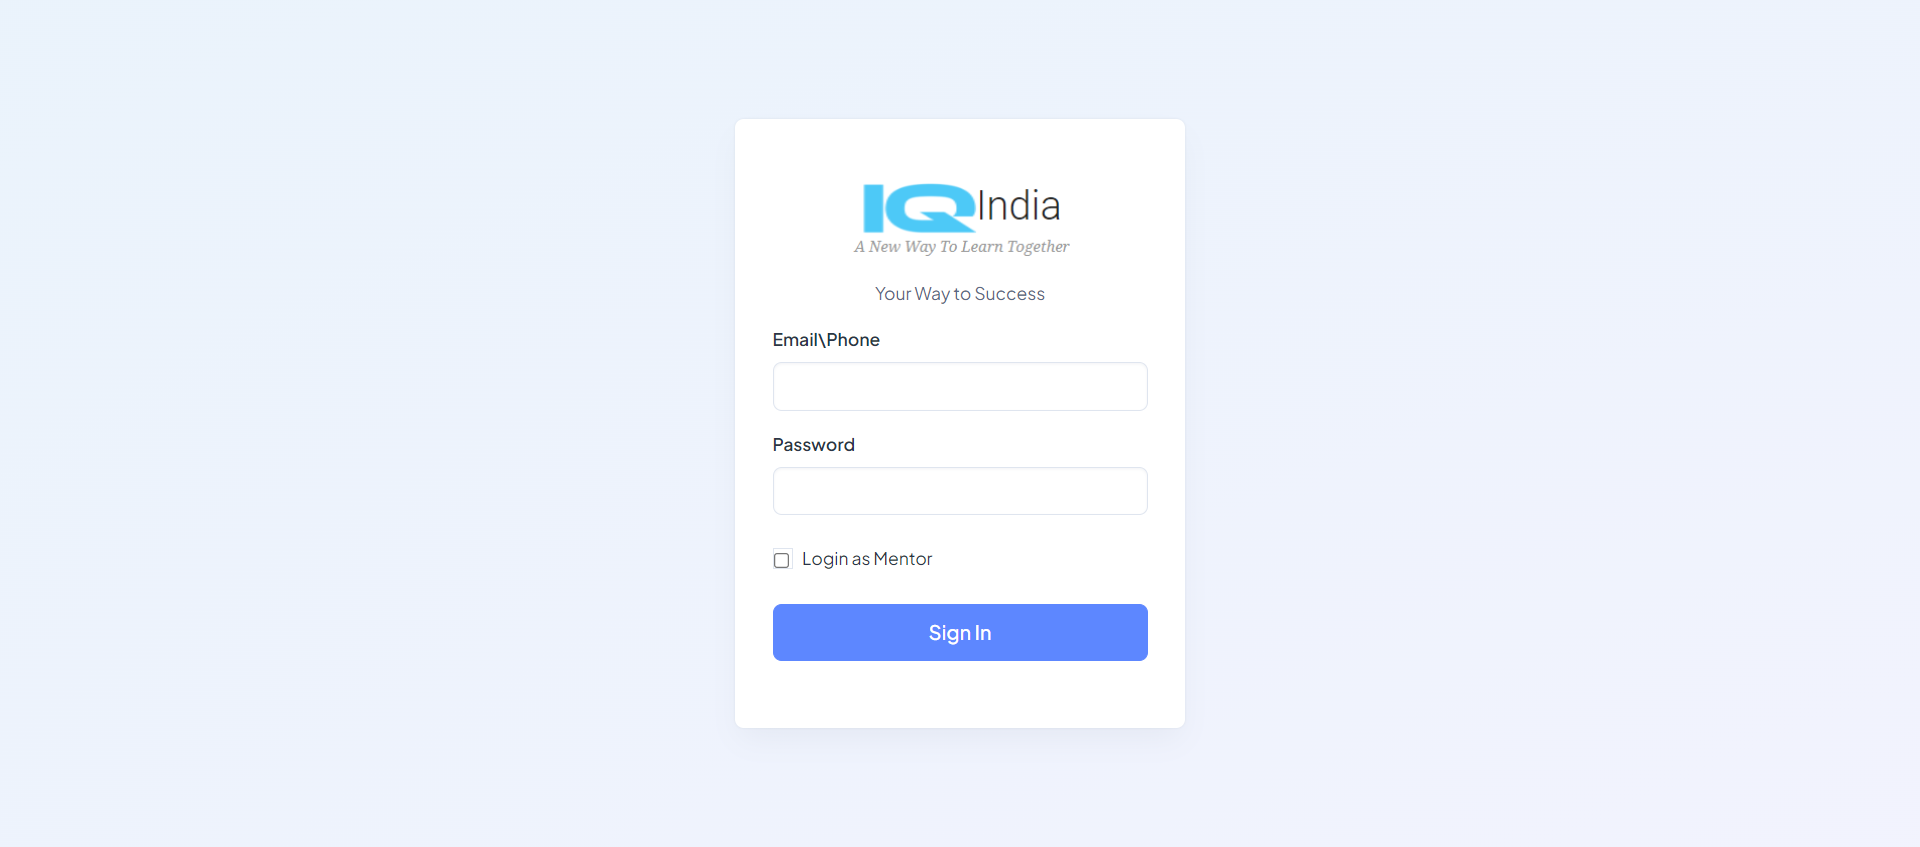 IQIndia
A New Way To Learn Together
Your Way to Success
Email\Phone
Password
Login as Mentor
Sign In